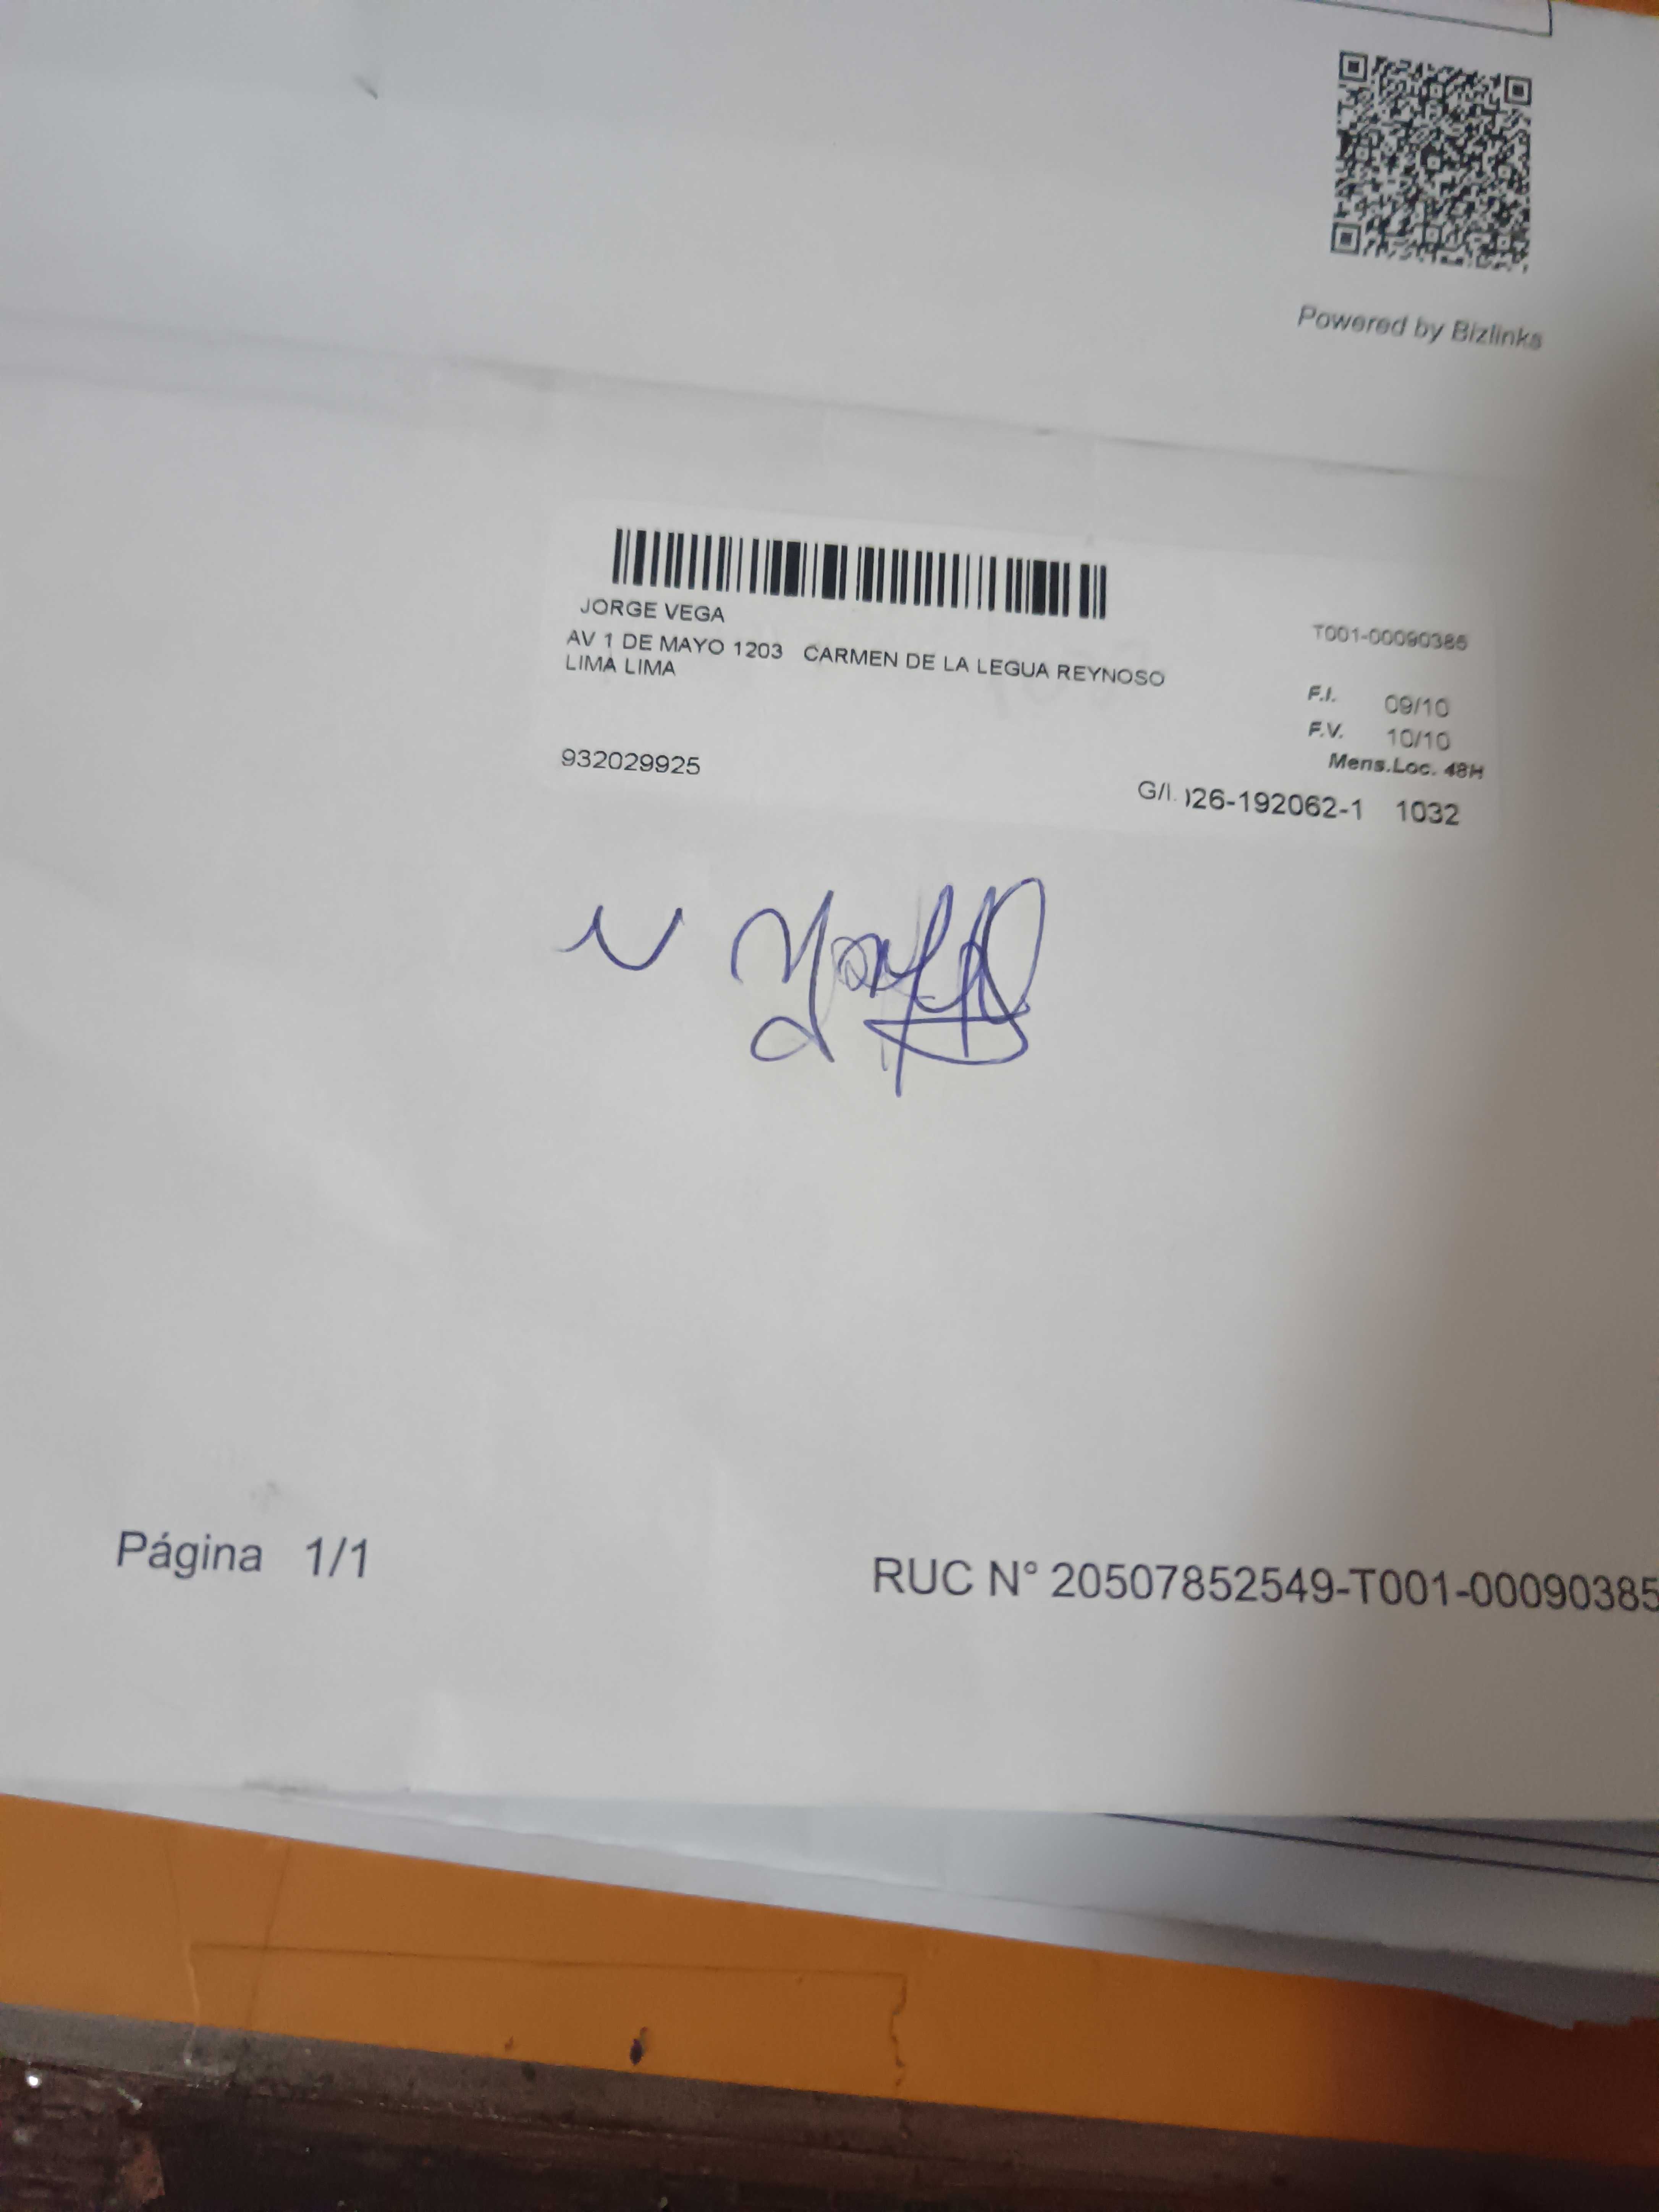 Powered by Bizlinks
JORGE VEGA
AV 1 DE MAYO 1203 CARMEN DE LA LEGUA REYNOSO
LIMA LIMA
T001-00090385
F.I. 09/10
F.V. 10/10
Mens.Loc. 48H
932029925
G/I. 026-192062-1 1032
Página 1/1
RUC N° 20507852549-T001-00090385